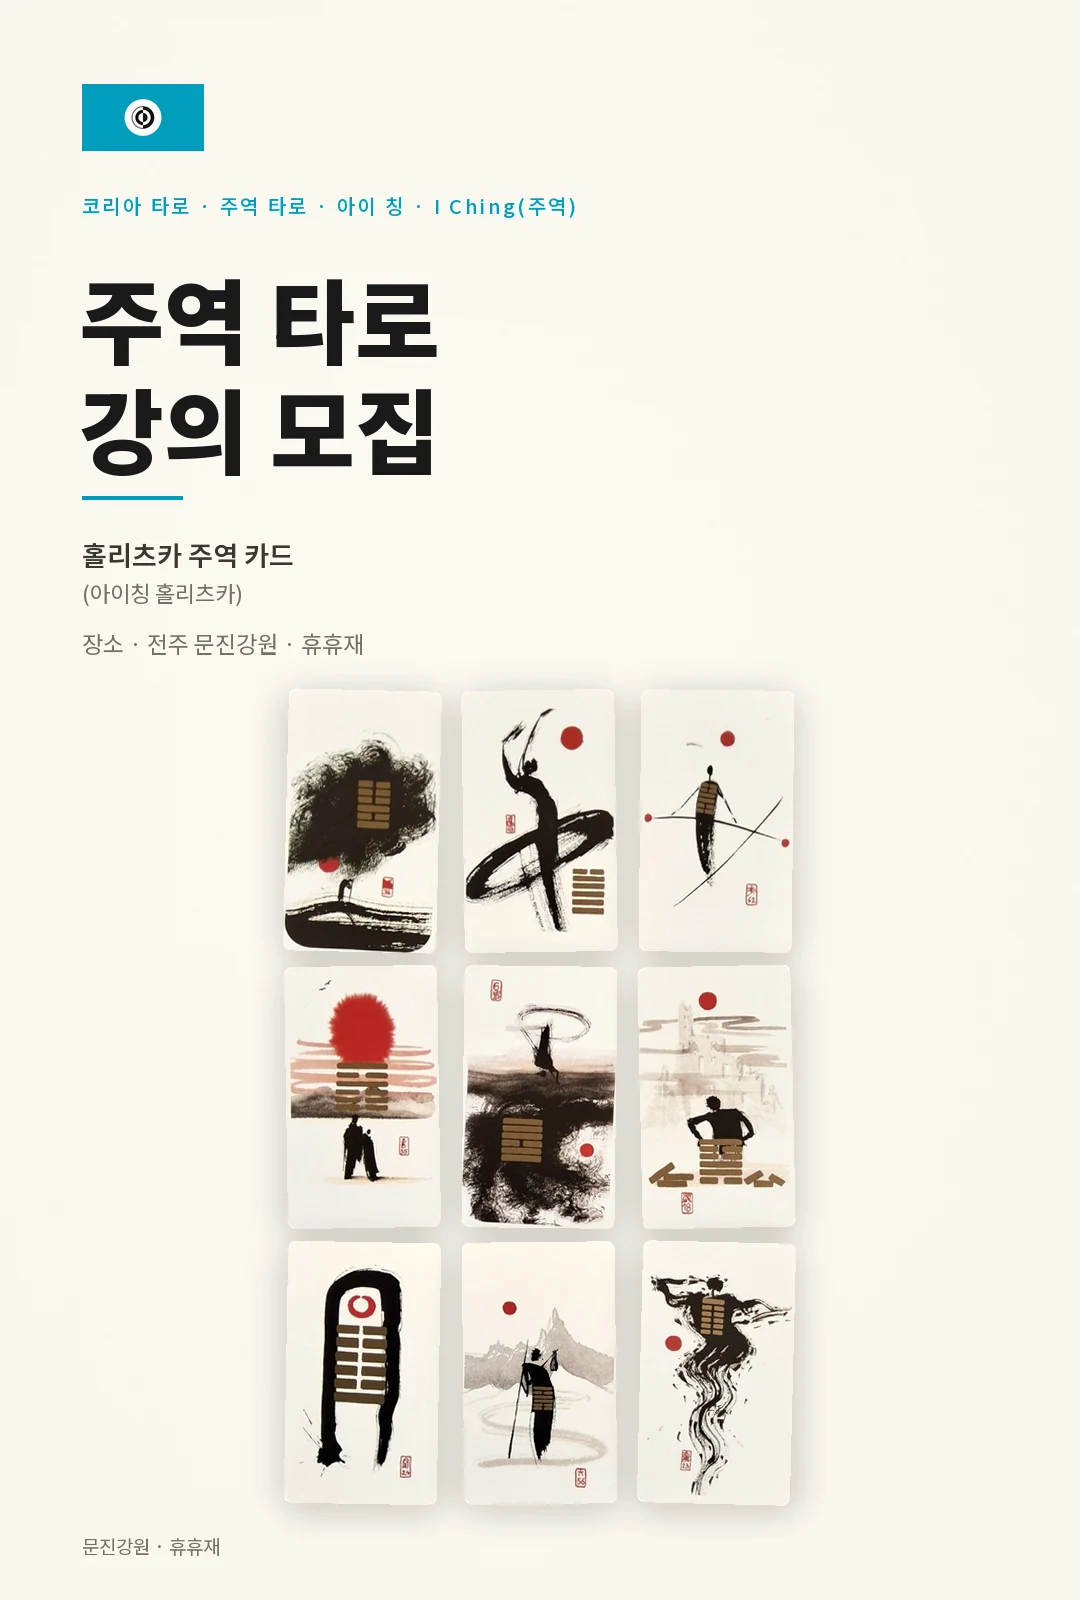 코리아 타로 · 주역 타로 · 아이 칭 · I Ching(주역)
주역 타로
강의 모집
홀리츠카 주역 카드
(아이칭 홀리츠카)
장소 · 전주 문진강원 · 휴휴재
문진강원 · 휴휴재